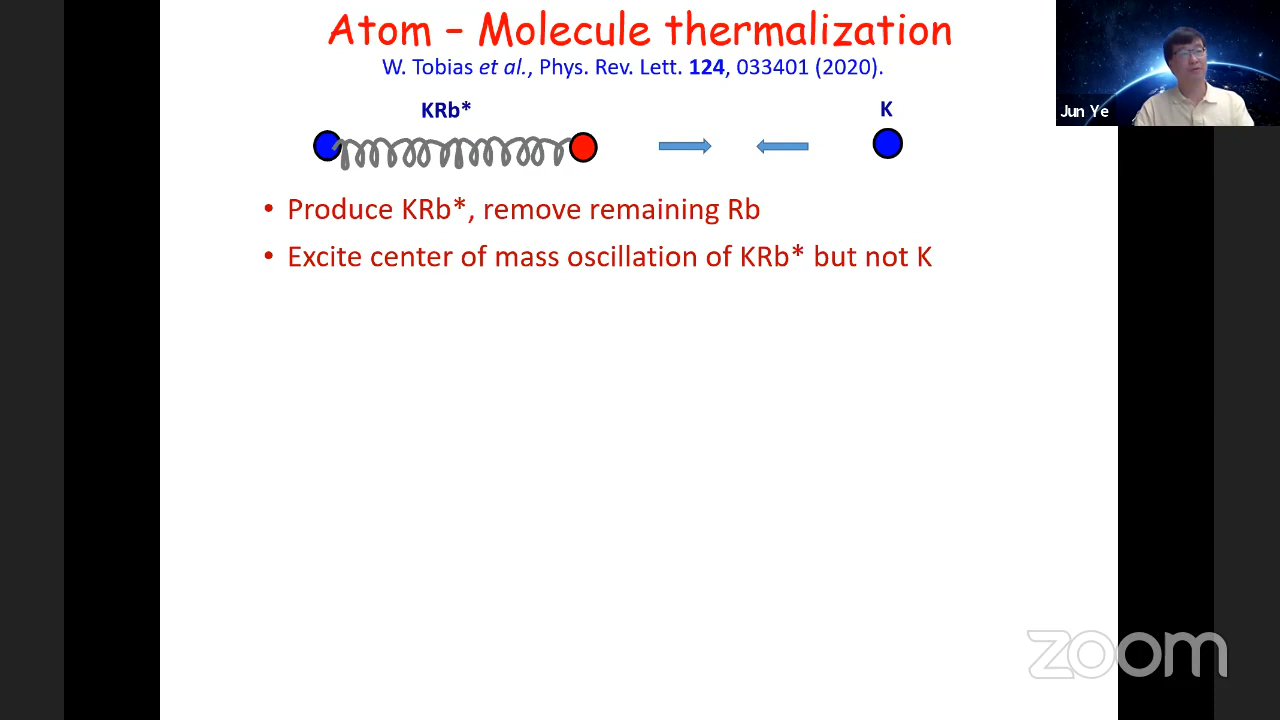 Atom – Molecule thermalization
W. Tobias et al., Phys. Rev. Lett. 124, 033401 (2020).
KRb*
K
Jun Ye
• Produce KRb*, remove remaining Rb
• Excite center of mass oscillation of KRb* but not K
zoom